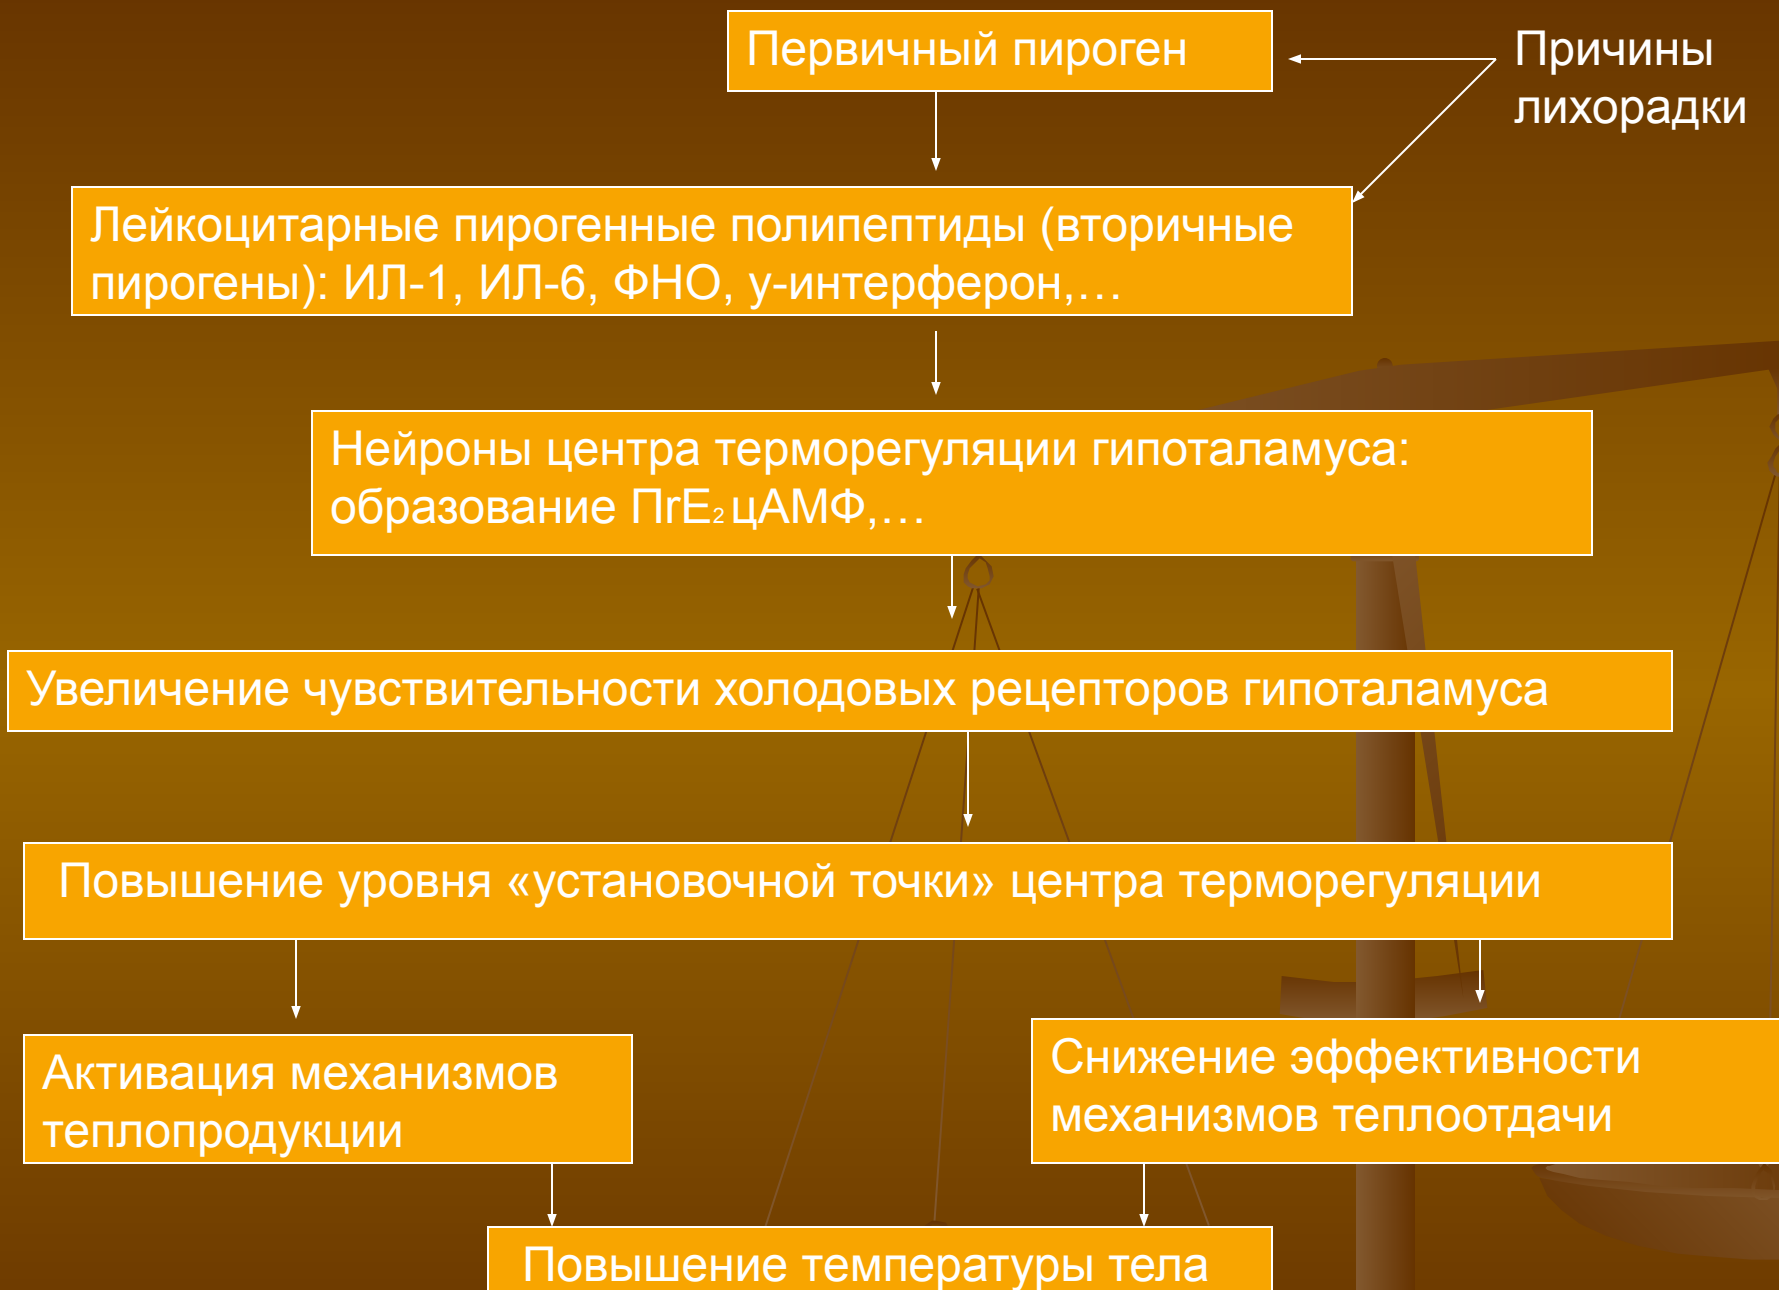 Первичный пироген
Причины
лихорадки
Лейкоцитарные пирогенные полипептиды (вторичные
пирогены): ИЛ-1, ИЛ-6, ФНО, у-интерферон,…
Нейроны центра терморегуляции гипоталамуса:
образование ПгЕ₂ цАМФ,…
Увеличение чувствительности холодовых рецепторов гипоталамуса
Повышение уровня «установочной точки» центра терморегуляции
Активация механизмов
теплопродукции
Снижение эффективности
механизмов теплоотдачи
Повышение температуры тела